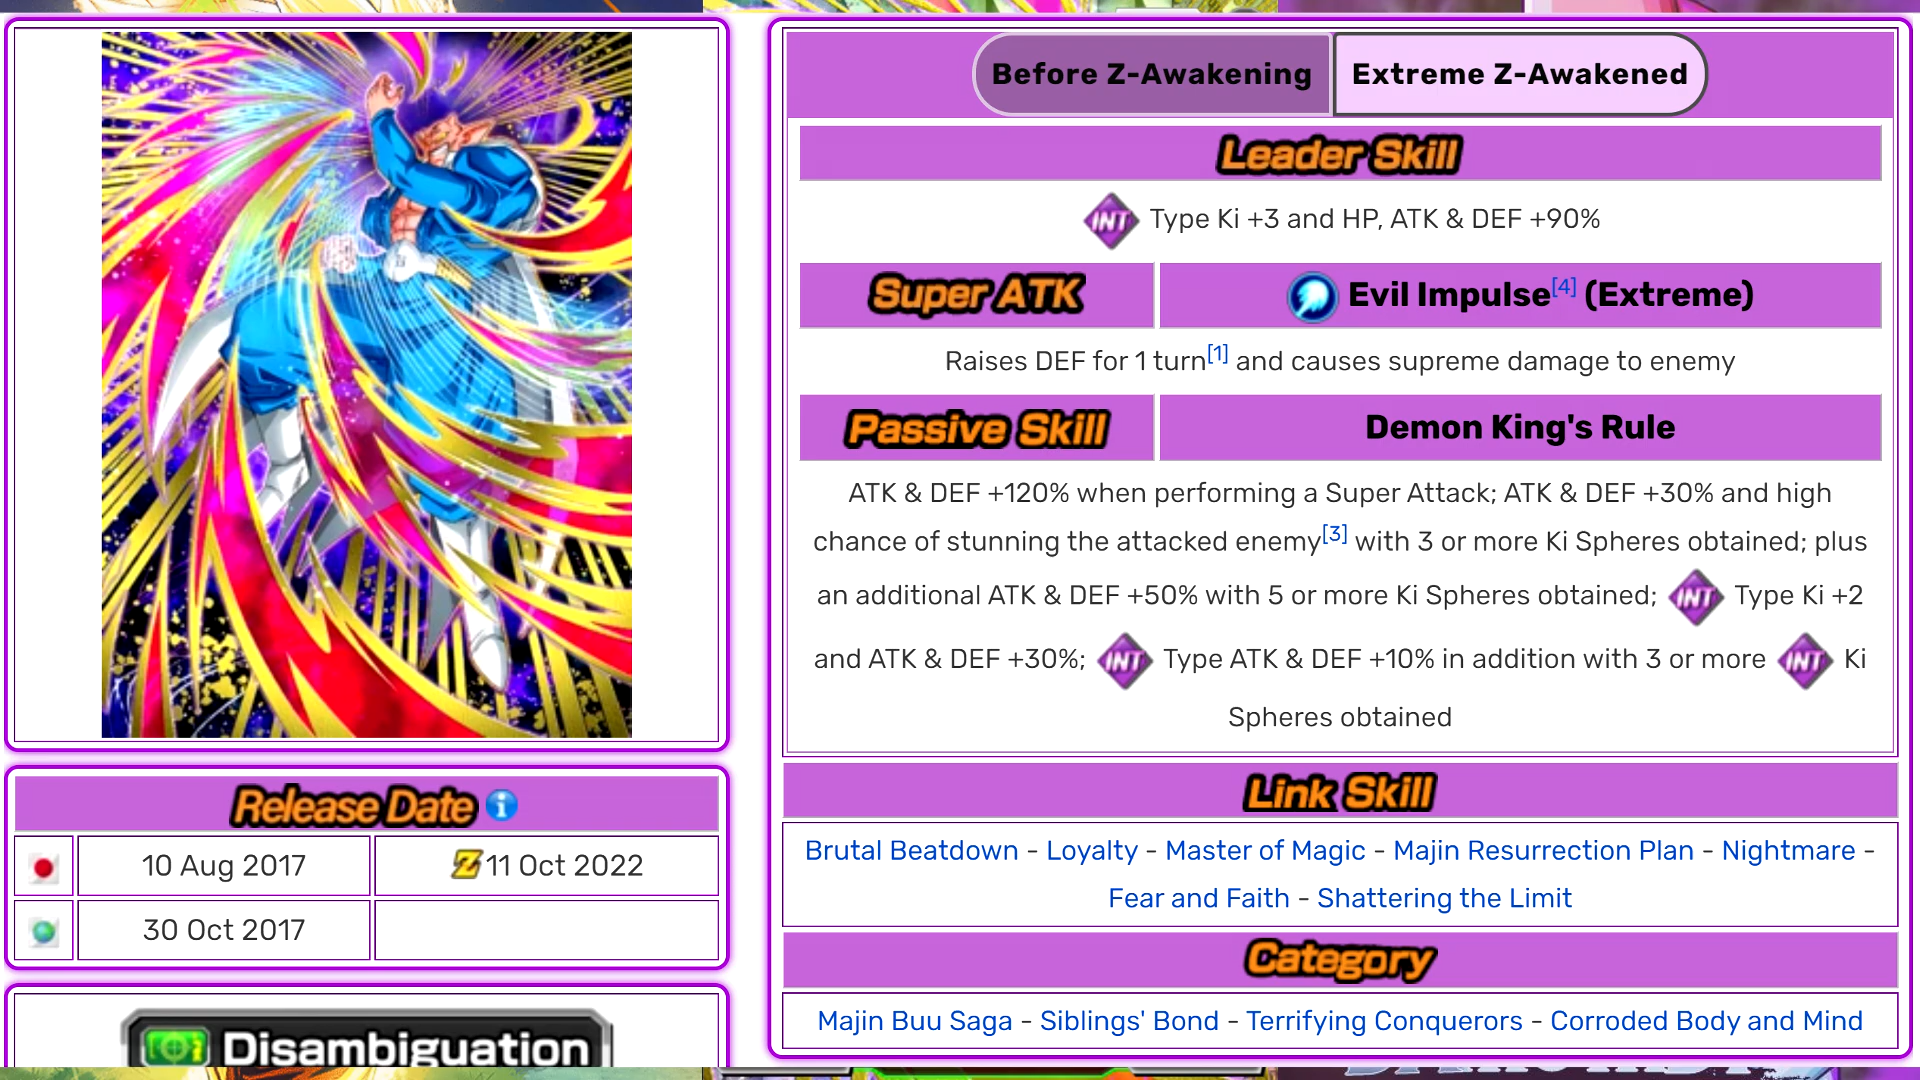 Before Z-Awakening
Extreme Z-Awakened
Leader Skill
INT Type Ki +3 and HP, ATK & DEF +90%
Super ATK
Evil Impulse[4] (Extreme)
Raises DEF for 1 turn[1] and causes supreme damage to enemy
Passive Skill
Demon King's Rule
ATK & DEF +120% when performing a Super Attack; ATK & DEF +30% and high
chance of stunning the attacked enemy[3] with 3 or more Ki Spheres obtained; plus
an additional ATK & DEF +50% with 5 or more Ki Spheres obtained; INT Type Ki +2
and ATK & DEF +30%; INT Type ATK & DEF +10% in addition with 3 or more INT Ki
Spheres obtained
Link Skill
Brutal Beatdown - Loyalty - Master of Magic - Majin Resurrection Plan - Nightmare -
Fear and Faith - Shattering the Limit
Category
Majin Buu Saga - Siblings' Bond - Terrifying Conquerors - Corroded Body and Mind
Release Date i
10 Aug 2017
Z 11 Oct 2022
30 Oct 2017
Disambiguation